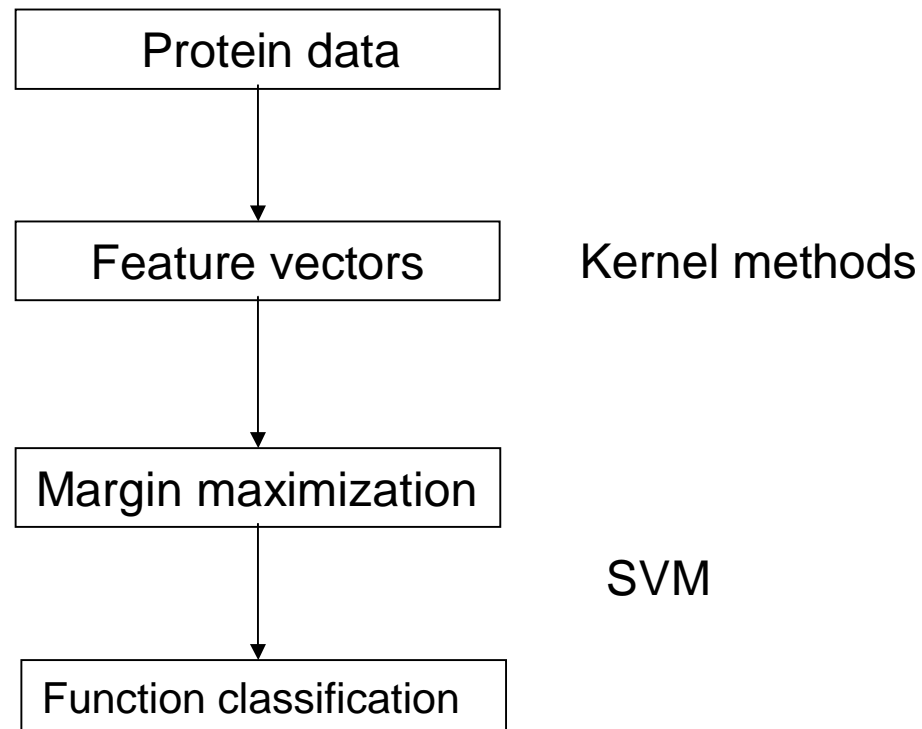 Protein data
Feature vectors
Kernel methods
Margin maximization
SVM
Function classification